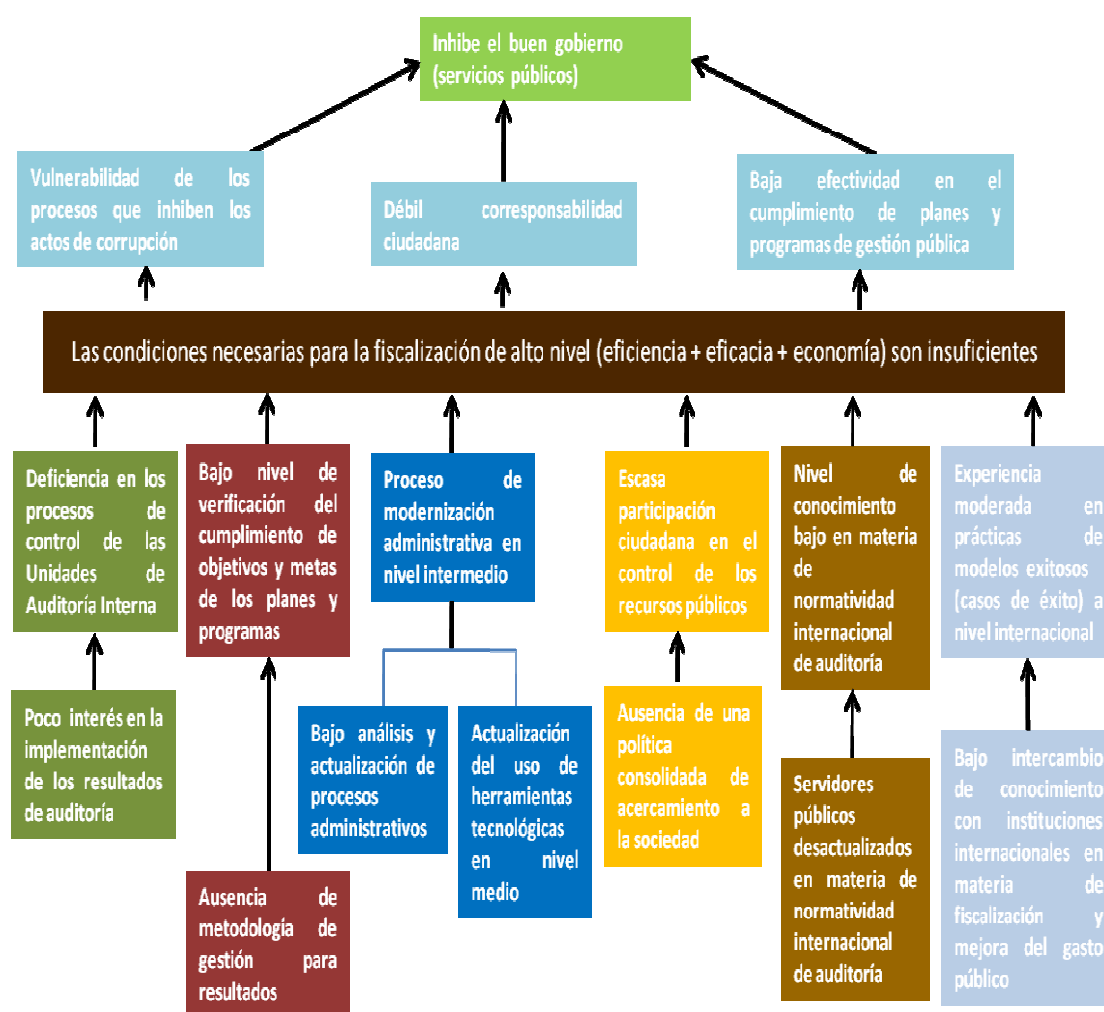 Inhibe el buen gobierno
(servicios públicos)
Vulnerabilidad de los
procesos que inhiben los
actos de corrupción
Débil corresponsabilidad
ciudadana
Baja efectividad en el
cumplimiento de planes y
programas de gestión pública
Las condiciones necesarias para la fiscalización de alto nivel (eficiencia + eficacia + economía) son insuficientes
Deficiencia en los
procesos de
control de las
Unidades de
Auditoría Interna
Bajo nivel de
verificación del
cumplimiento de
objetivos y metas
de los planes y
programas
Proceso de
modernización
administrativa en
nivel intermedio
Escasa
participación
ciudadana en el
control de los
recursos públicos
Nivel de
conocimiento
bajo en materia
de
normatividad
internacional
de auditoría
Experiencia
moderada en
prácticas de
modelos exitosos
(casos de éxito) a
nivel internacional
Poco interés en la
implementación
de los resultados
de auditoría
Ausencia de
metodología de
gestión para
resultados
Bajo análisis y
actualización de
procesos
administrativos
Actualización
del uso de
herramientas
tecnológicas
en nivel
medio
Ausencia de una
política
consolidada de
acercamiento a
la sociedad
Servidores
públicos
desactualizados
en materia de
normatividad
internacional
de auditoría
Bajo intercambio
de conocimiento
con instituciones
internacionales en
materia de
fiscalización y
mejora del gasto
público